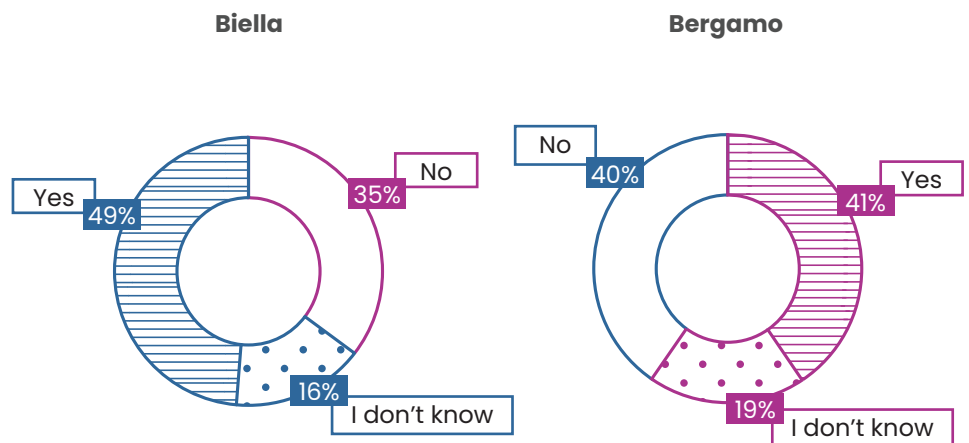 Biella
Bergamo
No
35%
Yes
49%
16%
I don't know
No
40%
Yes
41%
19%
I don't know